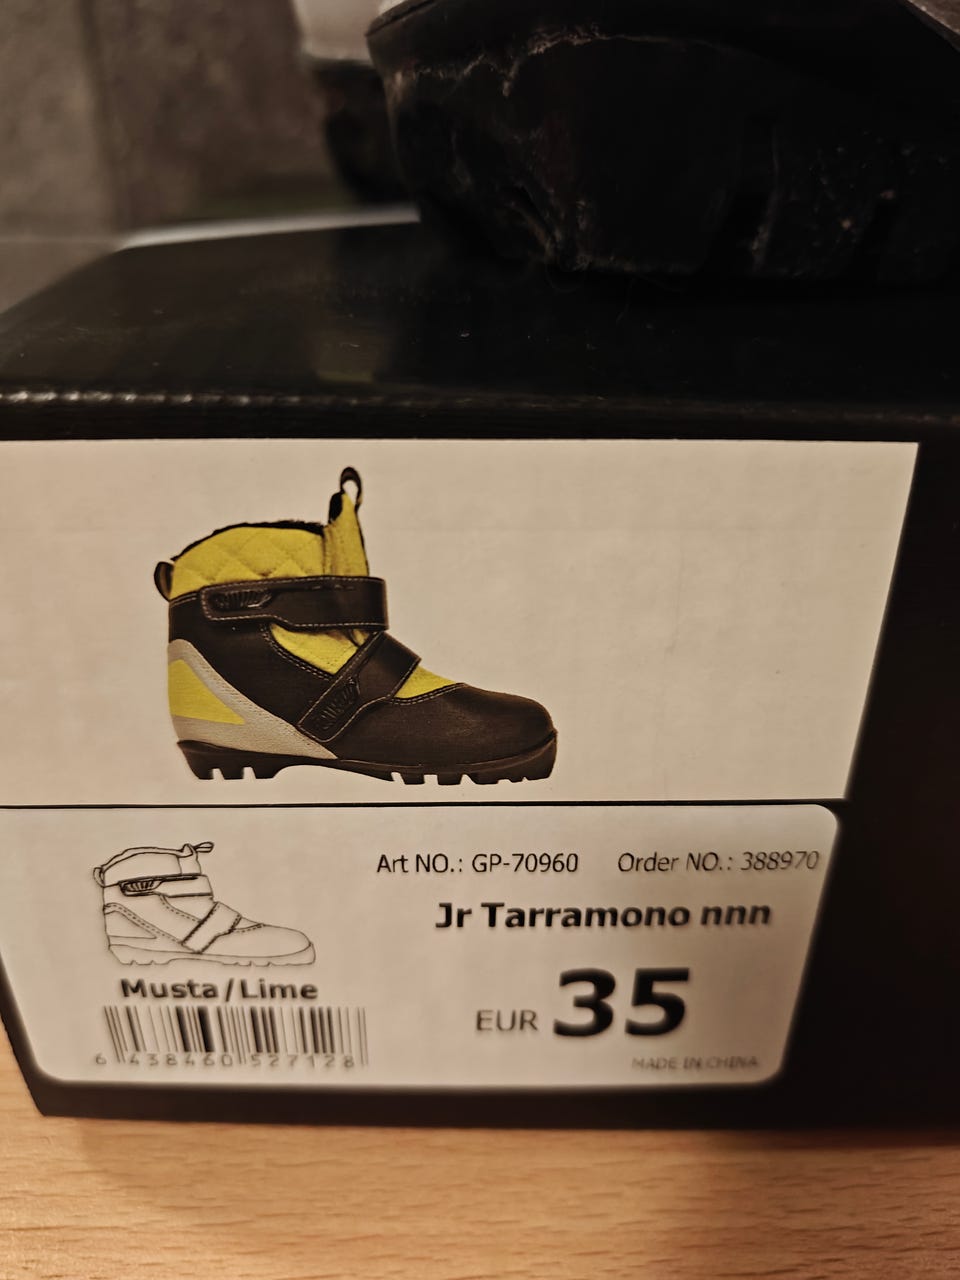 Art NO.: GP-70960 Order NO.: 388970
Jr Tarramono nnn
Musta/Lime
EUR 35
6 438460 527128
MADE IN CHINA